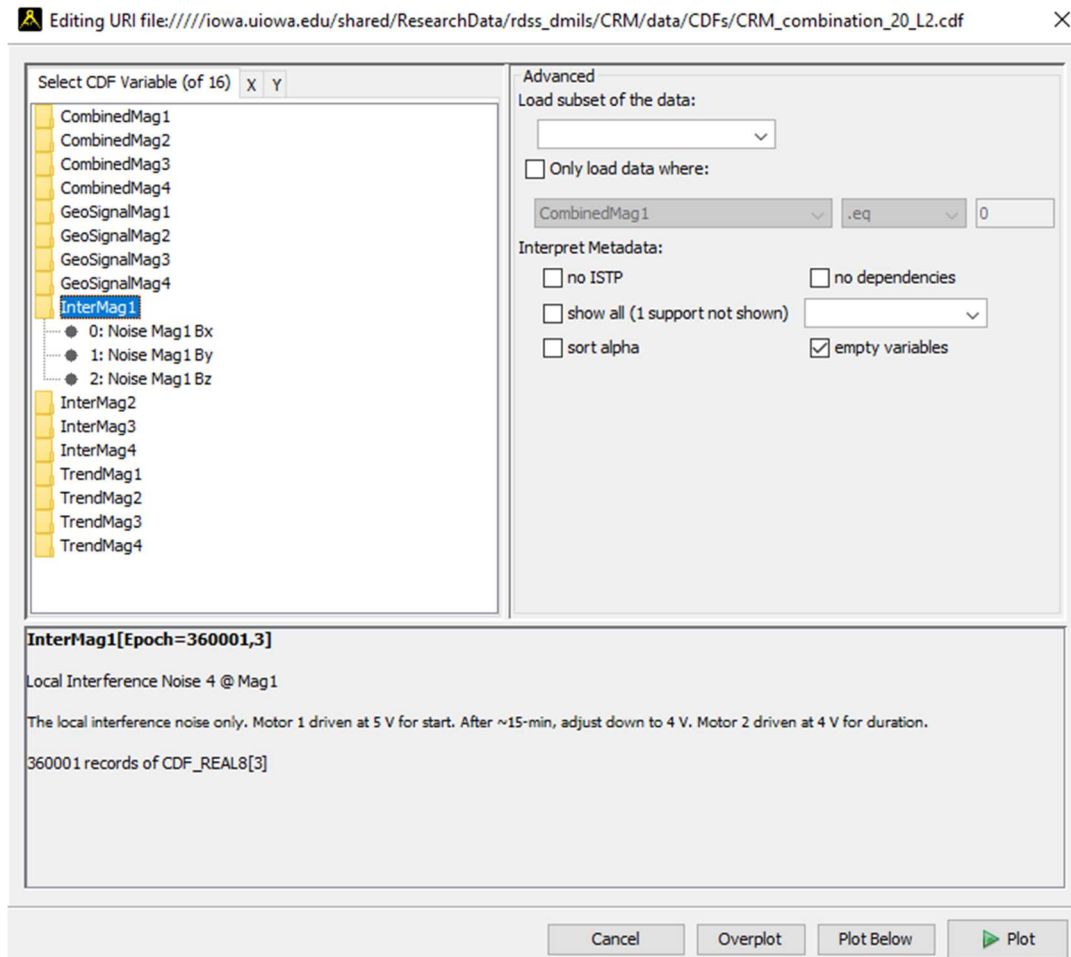 Editing URI file://///iowa.uiowa.edu/shared/ResearchData/rdss_dmils/CRM/data/CDFs/CRM_combination_20_L2.cdf
Select CDF Variable (of 16) X Y
CombinedMag1
CombinedMag2
CombinedMag3
CombinedMag4
GeoSignalMag1
GeoSignalMag2
GeoSignalMag3
GeoSignalMag4
InterMag1
0: Noise Mag1 Bx
1: Noise Mag1 By
2: Noise Mag1 Bz
InterMag2
InterMag3
InterMag4
TrendMag1
TrendMag2
TrendMag3
TrendMag4
Advanced
Load subset of the data:
Only load data where:
CombinedMag1 .eq 0
Interpret Metadata:
no ISTP no dependencies
show all (1 support not shown)
sort alpha empty variables
InterMag1[Epoch=360001,3]
Local Interference Noise 4 @ Mag1
The local interference noise only. Motor 1 driven at 5 V for start. After ~15-min, adjust down to 4 V. Motor 2 driven at 4 V for duration.
360001 records of CDF_REAL8[3]
Cancel Overplot Plot Below Plot